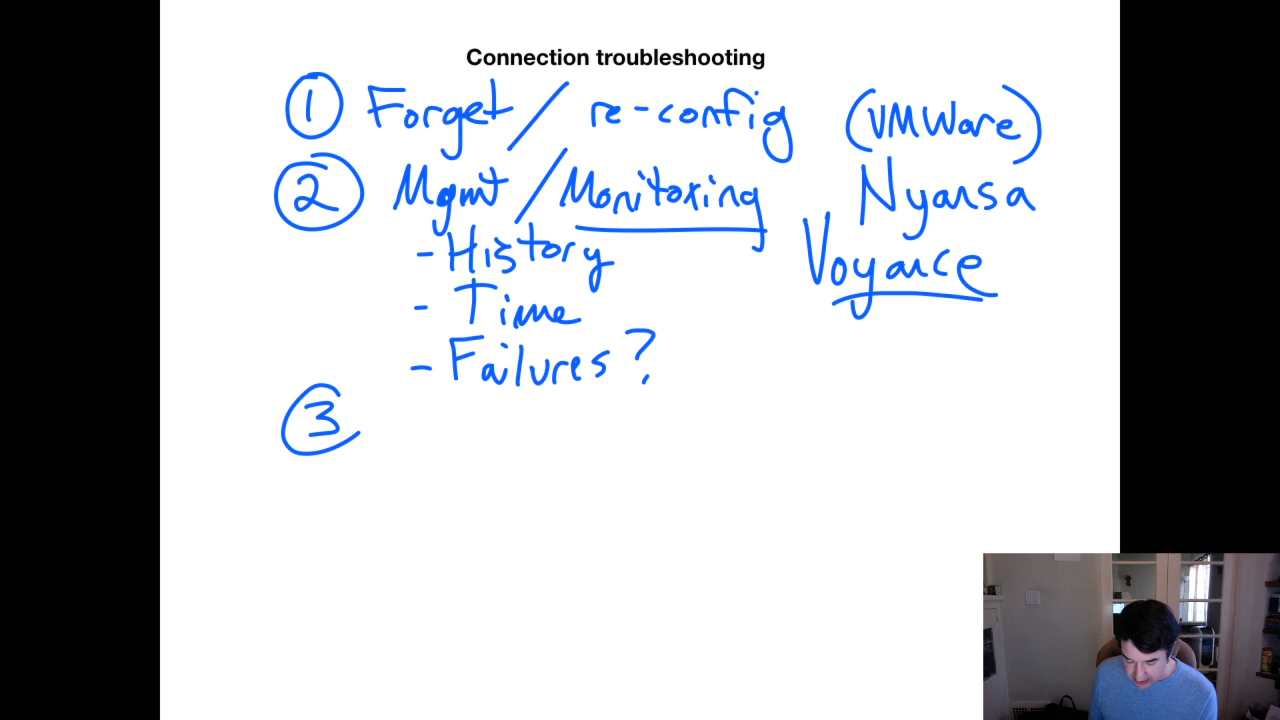 Connection troubleshooting
① Forget / re-config (VMWare)
② Mgmt / Monitoring Nyansa
- History Voyance
- Time
- Failures?
③